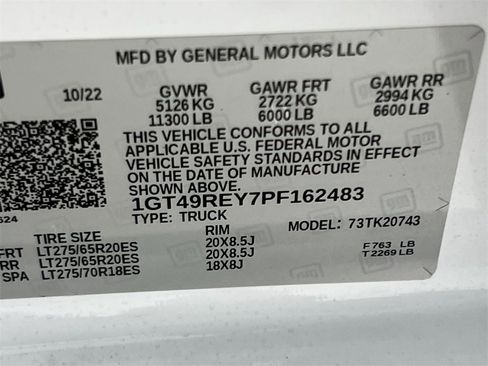 MFD BY GENERAL MOTORS LLC
10/22 GVWR GAWR FRT GAWR RR
5126 KG 2722 KG 2994 KG
11300 LB 6000 LB 6600 LB
THIS VEHICLE CONFORMS TO ALL
APPLICABLE U.S. FEDERAL MOTOR
VEHICLE SAFETY STANDARDS IN EFFECT
ON THE DATE OF MANUFACTURE
SHOWN ABOVE.
1GT49REY7PF162483
TYPE: TRUCK MODEL: 73TK20743
TIRE SIZE RIM
FRT LT275/65R20ES 20X8.5J F 763 LB
RR LT275/65R20ES 20X8.5J T 2269 LB
SPA LT275/70R18ES 18X8J